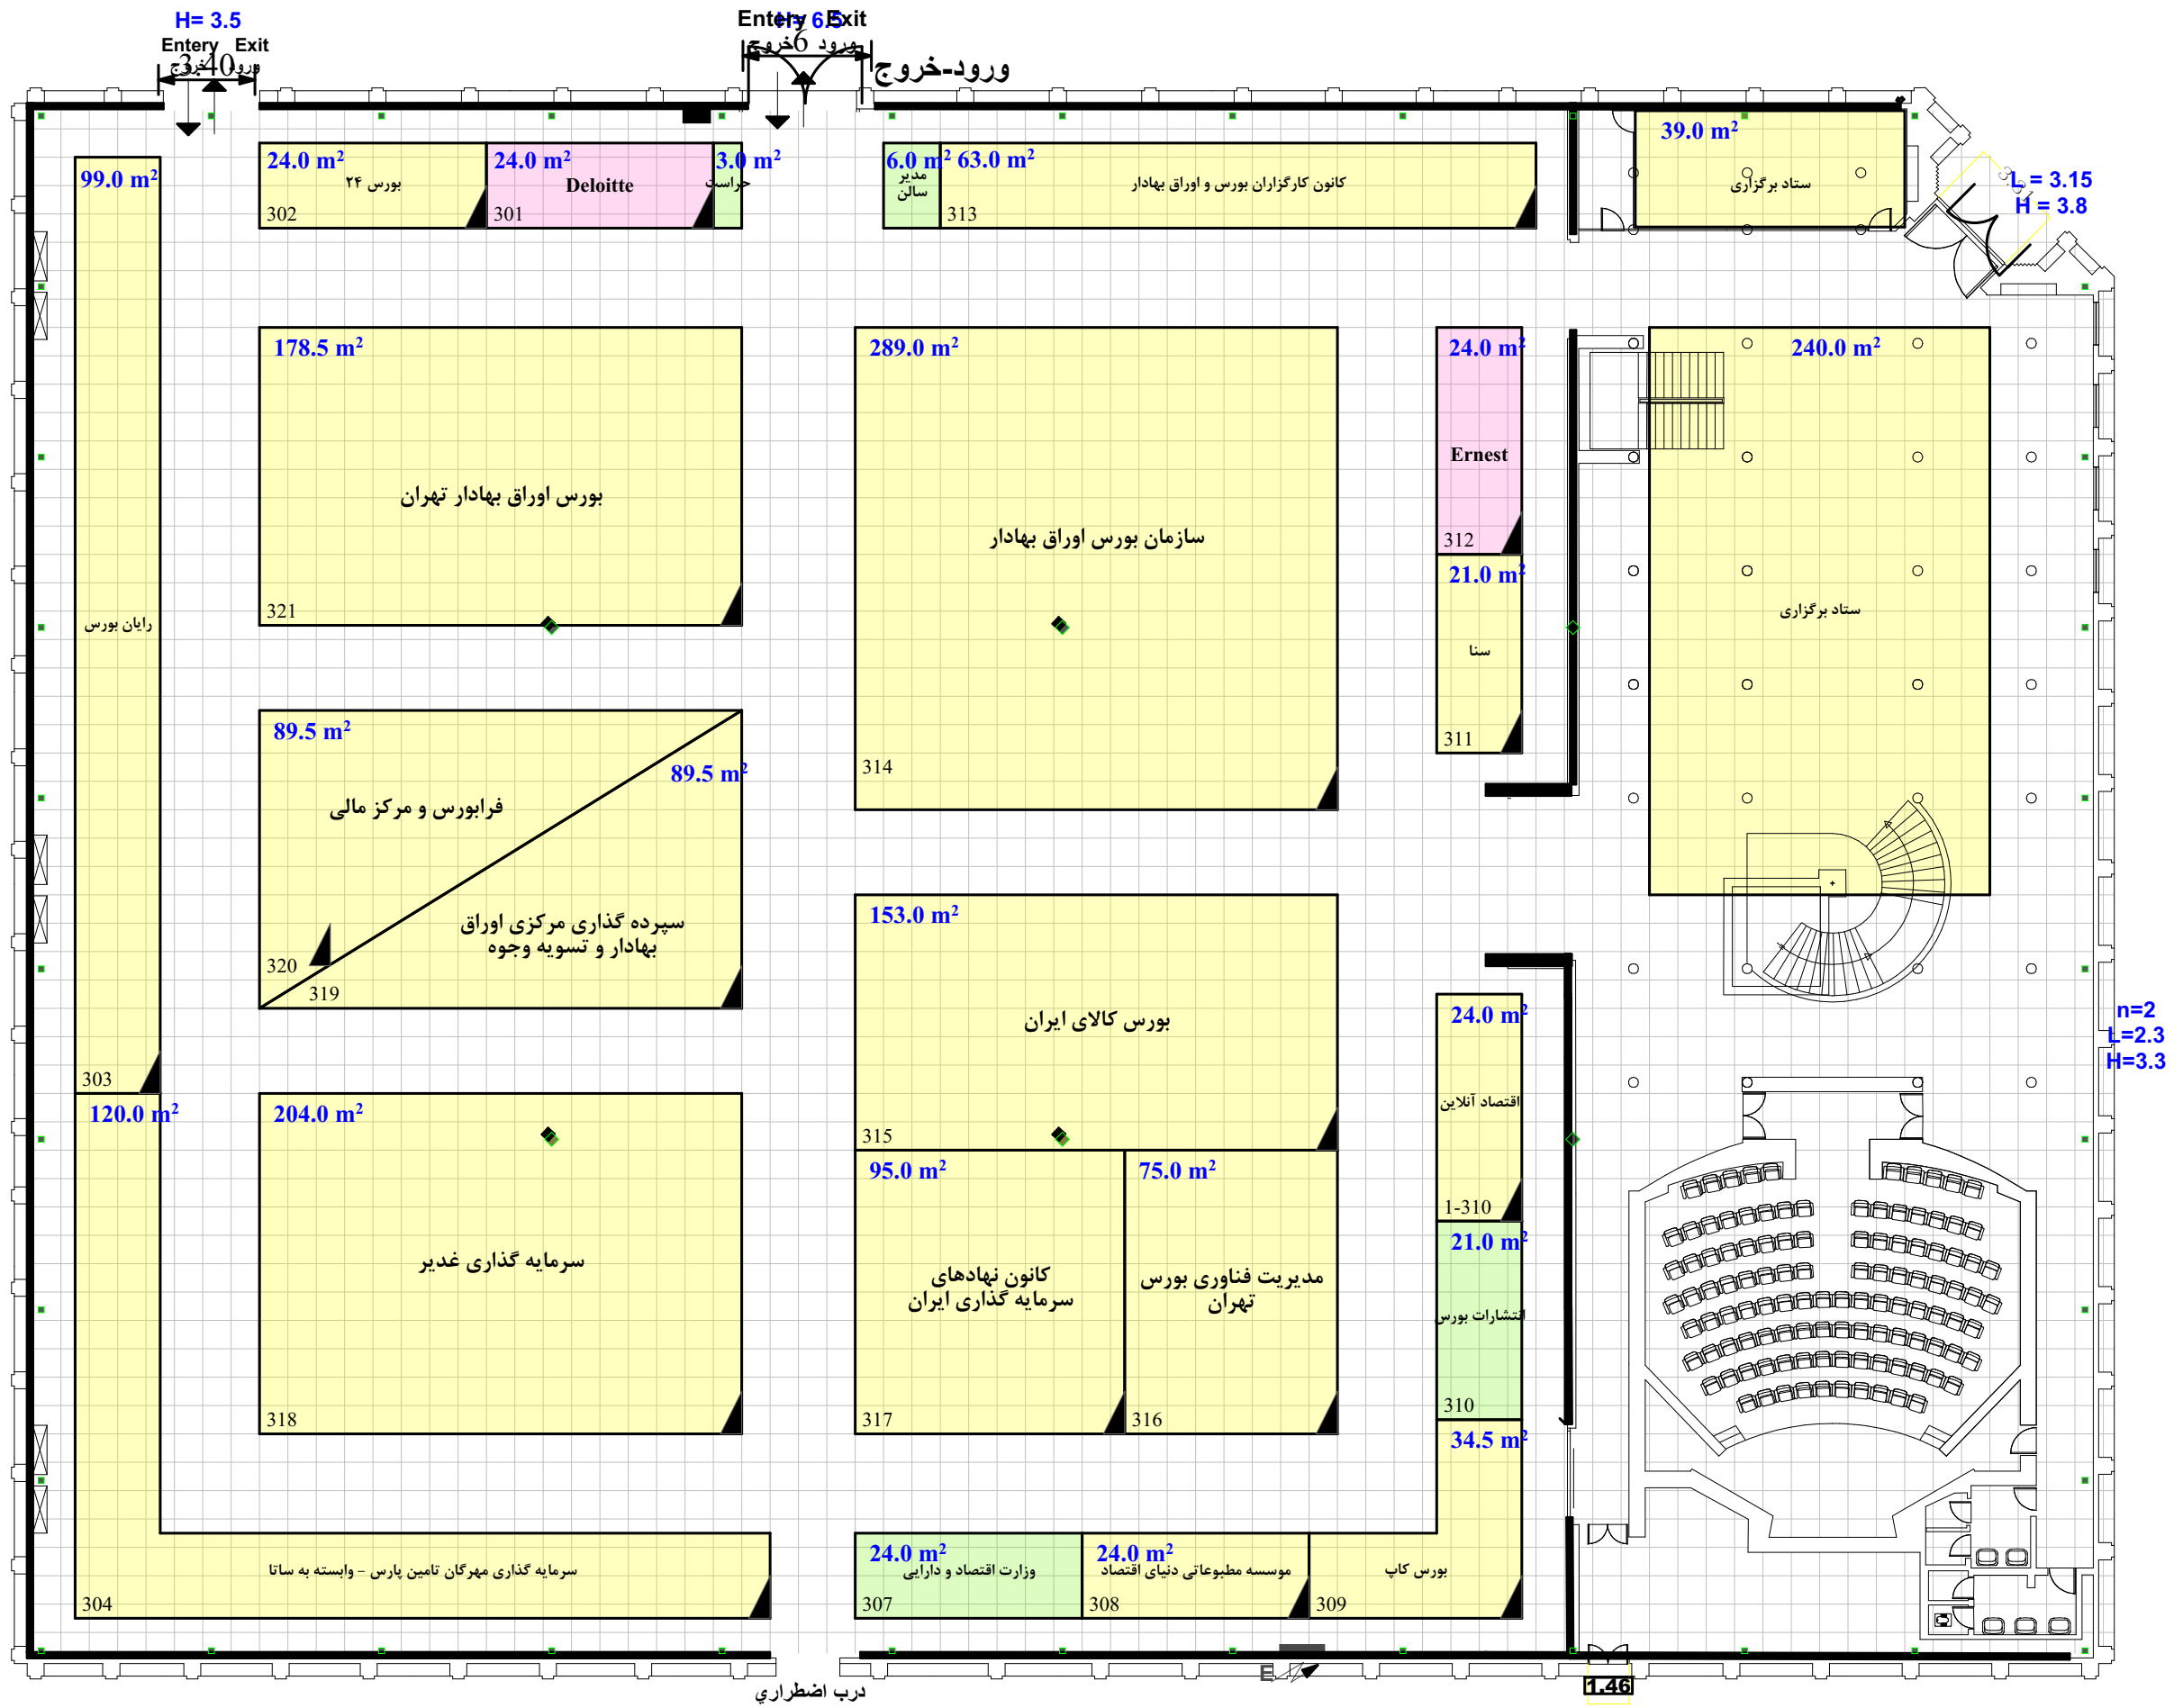 H= 3.5
Entery Exit
ورود خروج
3.40
H= 6.5
Entery Exit
ورود خروج
6
ورود-خروج
99.0 m²
رایان بورس
303
24.0 m²
بورس ۲۴
302
24.0 m²
Deloitte
301
3.0 m²
حراست
6.0 m²
مدیر
سالن
63.0 m²
کانون کارگزاران بورس و اوراق بهادار
313
39.0 m²
ستاد برگزاری
L = 3.15
H = 3.8
178.5 m²
بورس اوراق بهادار تهران
321
289.0 m²
سازمان بورس اوراق بهادار
314
24.0 m²
Ernest
312
21.0 m²
سنا
311
240.0 m²
ستاد برگزاری
89.5 m²
فرابورس و مرکز مالی
320
89.5 m²
سپرده گذاری مرکزی اوراق
بهادار و تسویه وجوه
319
153.0 m²
بورس کالای ایران
315
24.0 m²
اقتصاد آنلاین
1-310
n=2
L=2.3
H=3.3
120.0 m²
سرمایه گذاری مهرگان تامین پارس - وابسته به ساتا
304
204.0 m²
سرمایه گذاری غدیر
318
95.0 m²
کانون نهادهای
سرمایه گذاری ایران
317
75.0 m²
مدیریت فناوری بورس
تهران
316
21.0 m²
انتشارات بورس
310
34.5 m²
بورس کاپ
309
24.0 m²
وزارت اقتصاد و دارایی
307
24.0 m²
موسسه مطبوعاتی دنیای اقتصاد
308
درب اضطراري
E
1.46